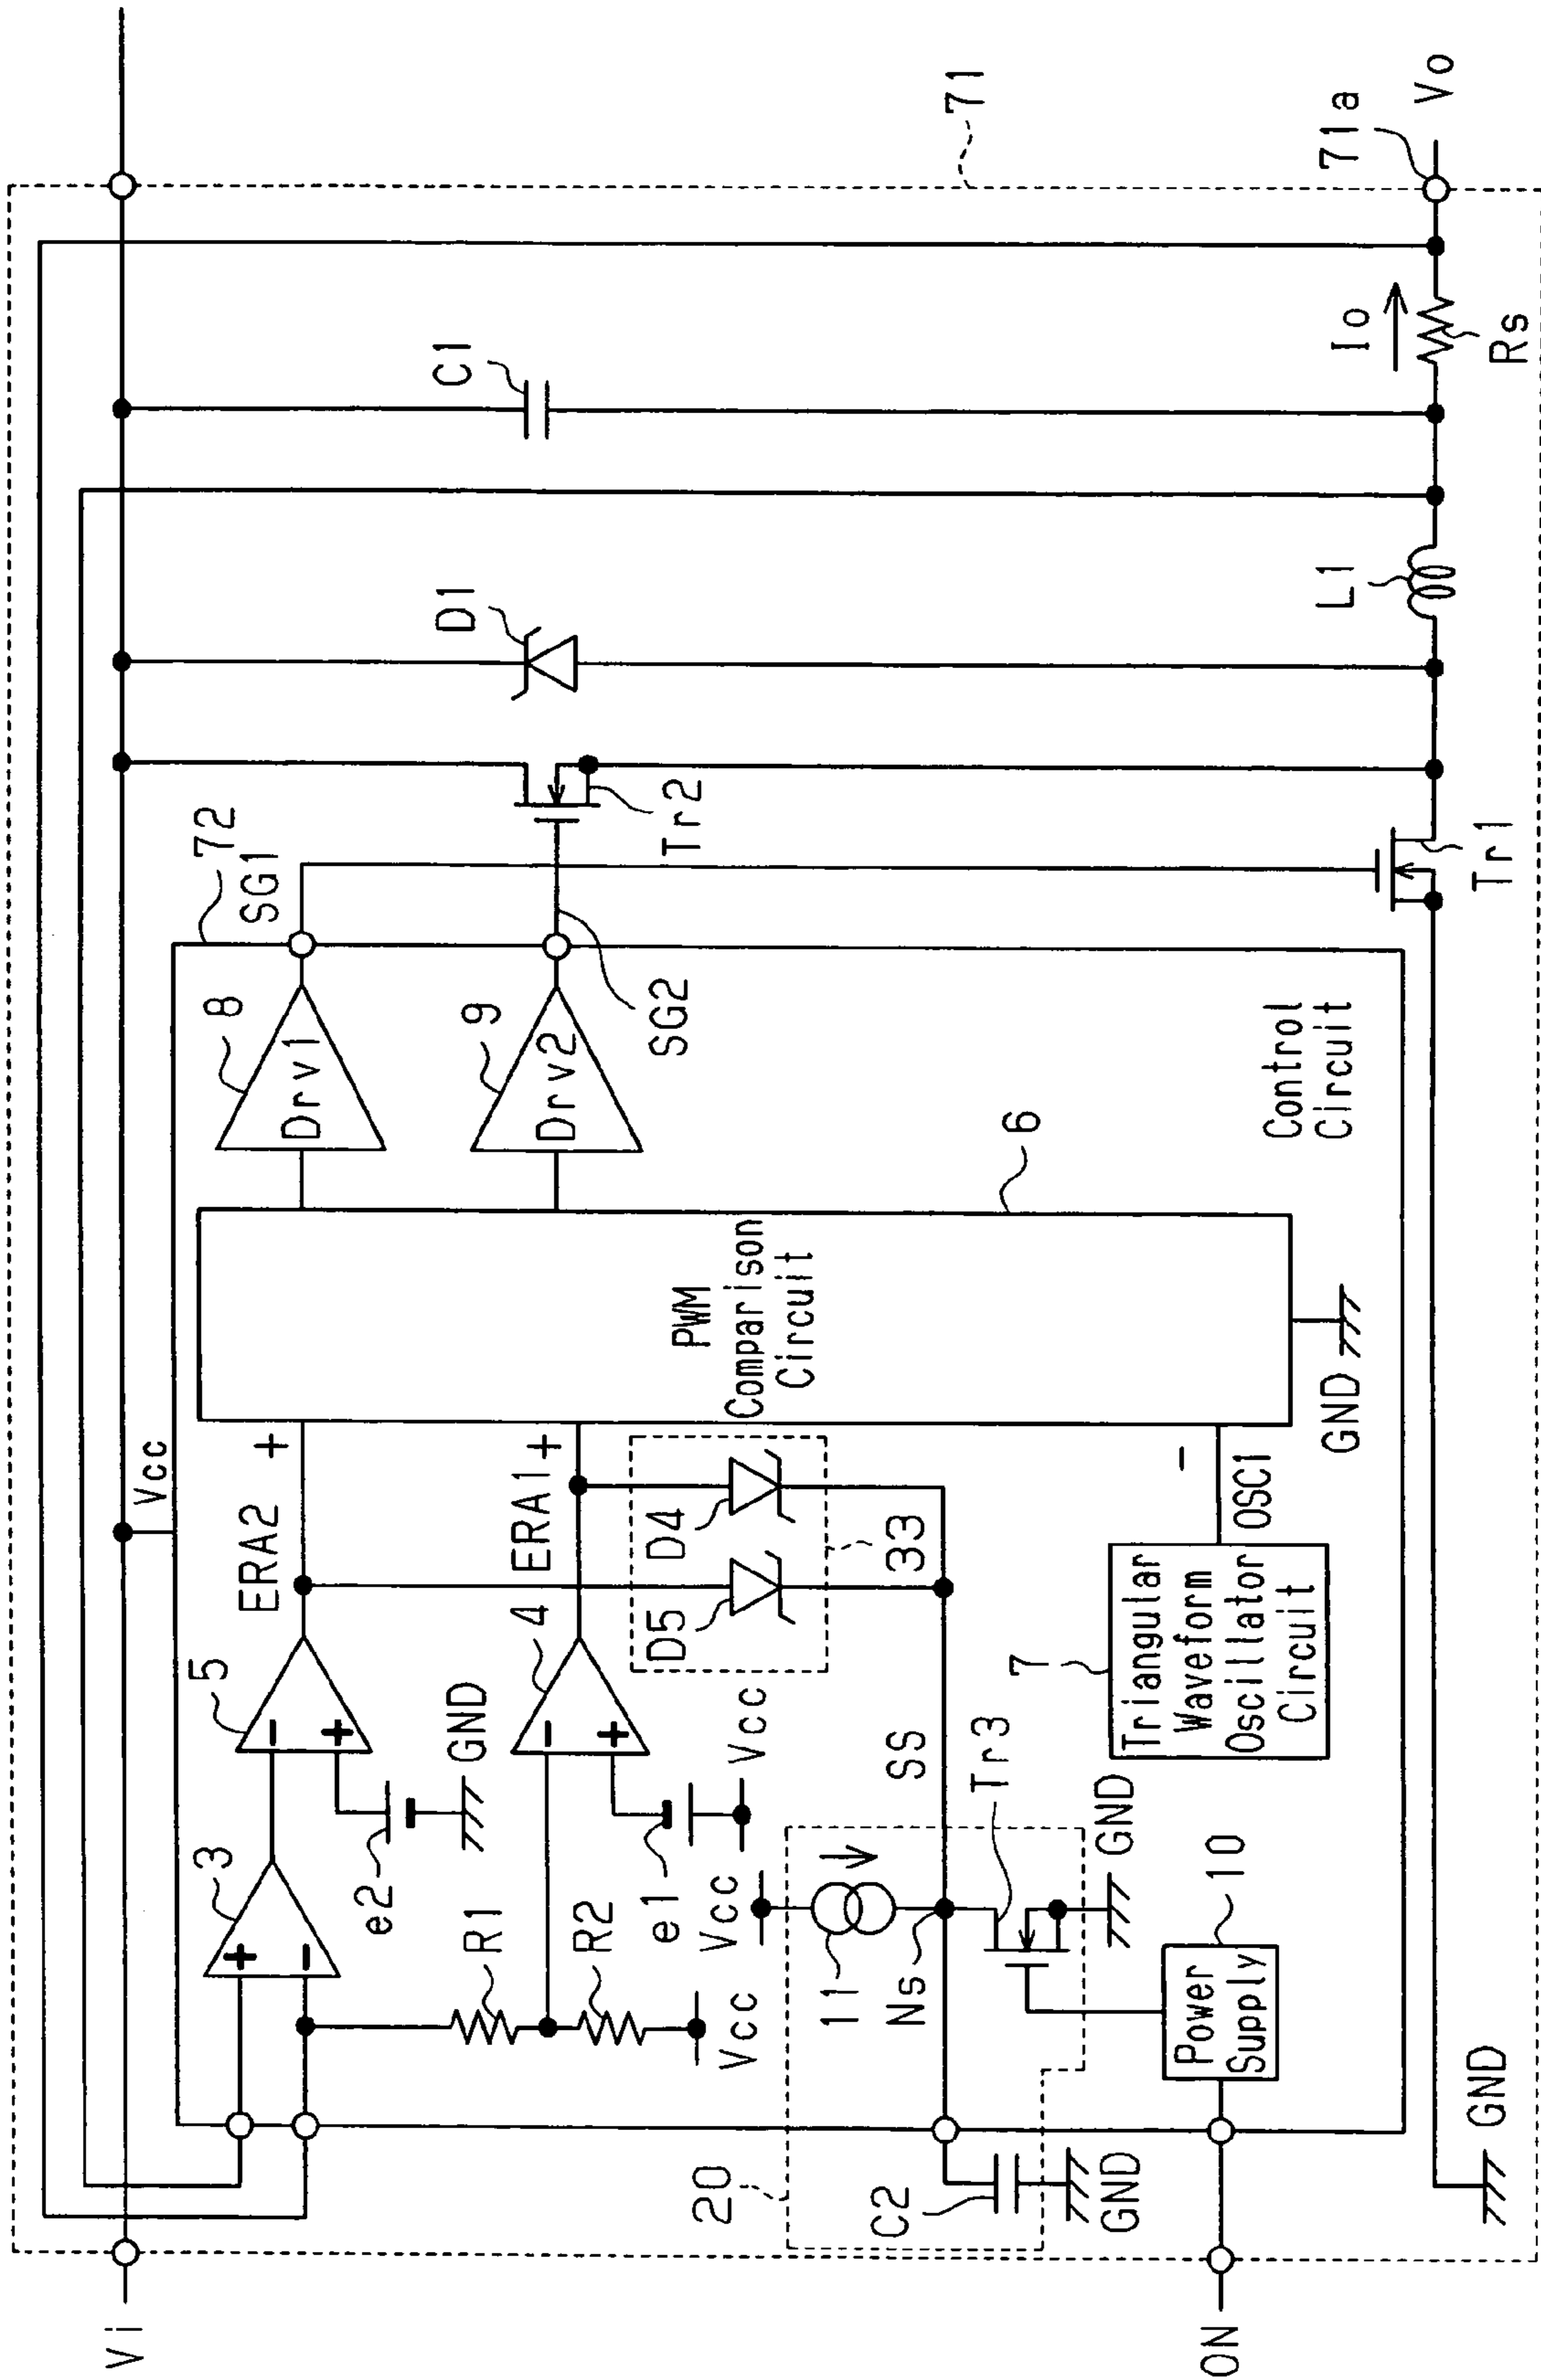 Vi
Vcc
71
72
SG1
8
Drv1
5
ERA2
+
-
+
3
+
-
e2
GND
R1
R2
Vcc
4
ERA1
+
-
+
e1
Vcc
9
Drv2
SG2
Tr2
D1
C1
D5
D4
33
PWM
Comparison
Circuit
6
20
Vcc
11
Ns
SS
Tr3
GND
C2
GND
7
Triangular
Waveform
Oscillator
Circuit
OSC1
-
GND
Control
Circuit
10
Power
Supply
ON
GND
Tr1
L1
Io
Rs
71a
Vo